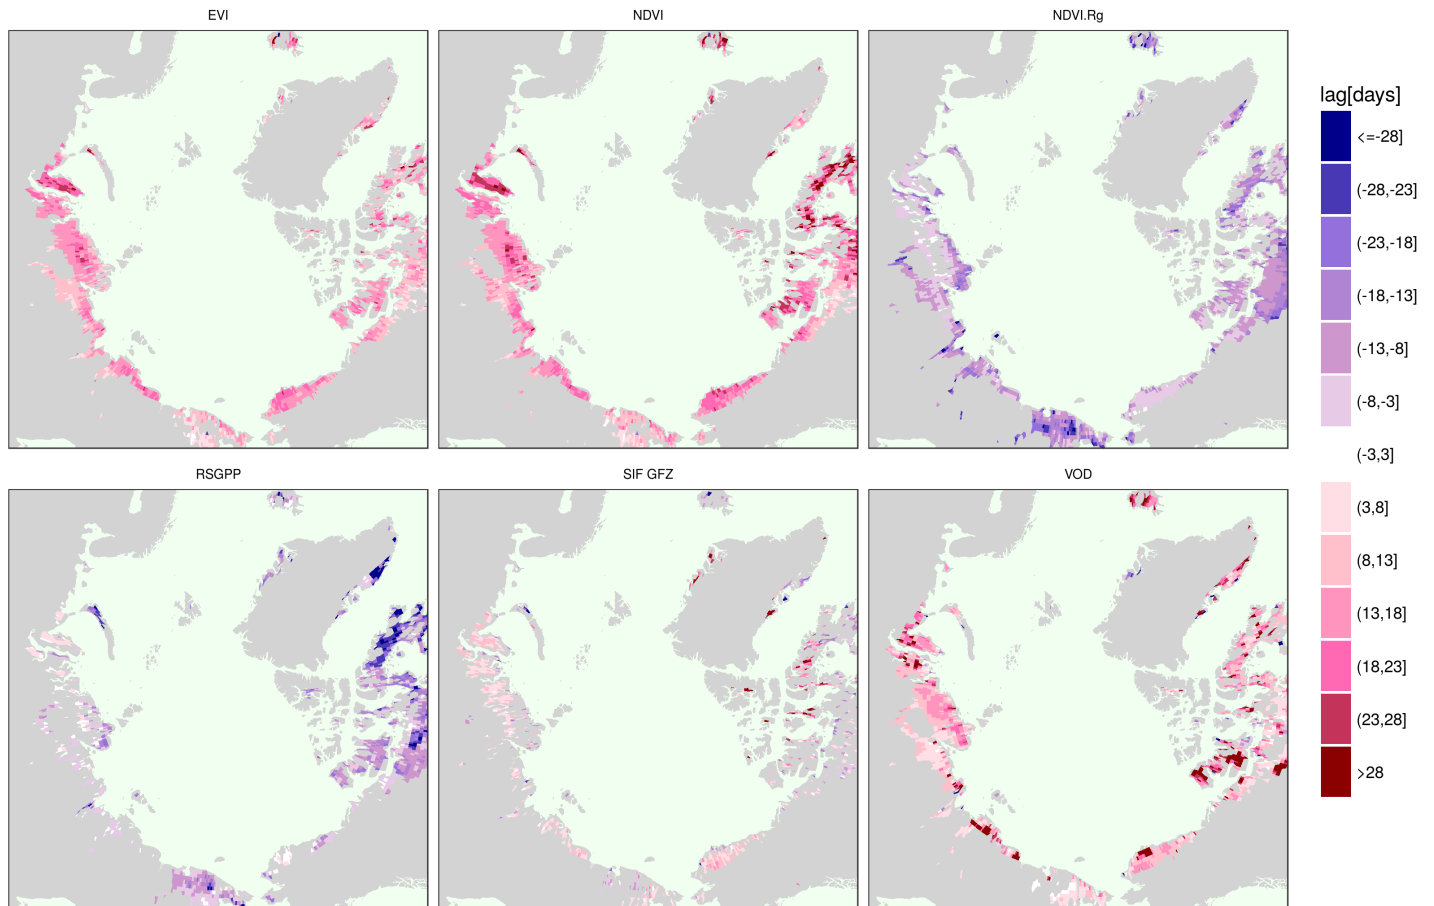 EVI
NDVI
NDVI.Rg
lag[days]
<=-28]
(-28,-23]
(-23,-18]
(-18,-13]
(-13,-8]
(-8,-3]
(-3,3]
(3,8]
(8,13]
(13,18]
(18,23]
(23,28]
>28
RSGPP
SIF GFZ
VOD